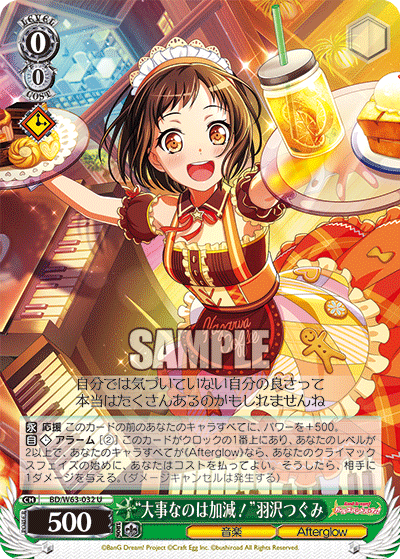 LEVEL
0
0
COST
Hazawa Coffee
SAMPLE
自分では気づいていない自分の良さって
本当はたくさんあるのかもしれませんね
永 応援 このカードの前のあなたのキャラすべてに、パワーを+500。
永 アラーム [②] このカードがクロックの1番上にあり、あなたのレベルが
2以上で、あなたのキャラすべてが《Afterglow》なら、あなたのクライマック
スフェイズの始めに、あなたはコストを払ってよい。そうしたら、相手に
1ダメージを与える。(ダメージキャンセルは発生する)
CH BD/W63-032 U
500
“大事なのは加減！”羽沢つぐみ
音楽 Afterglow
©BanG Dream! Project ©Craft Egg Inc. ©bushiroad All Rights Reserved.